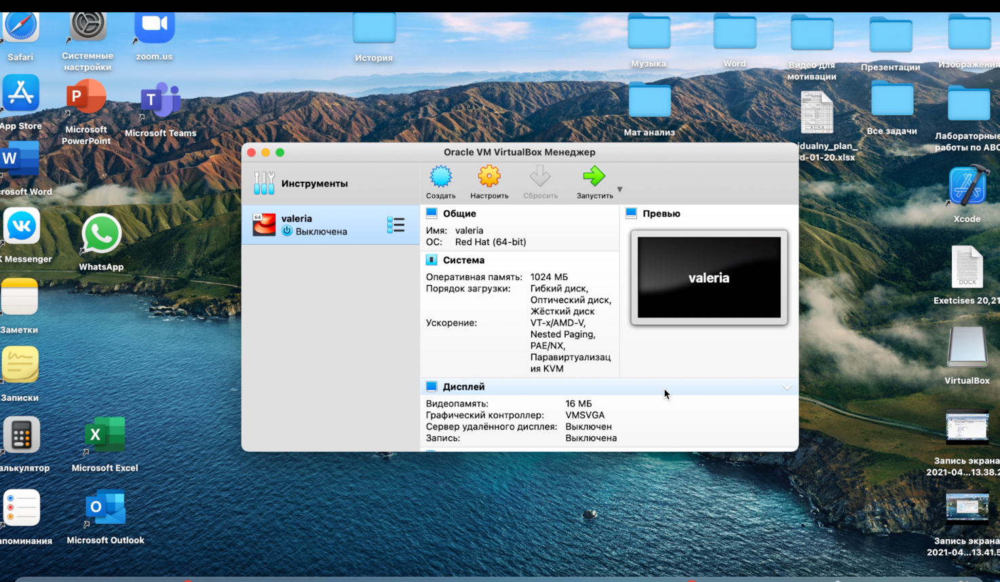 Safari
Системные
настройки
zoom.us
История
Музыка
Word
Видео для
мотивации
Презентации
Изображения
App Store
Microsoft
PowerPoint
Microsoft Teams
Мат анализ
XLSX
idualny_plan_
d-01-20.xlsx
Все задачи
Лабораторные
работы по АВС
rosoft Word
K Messenger
WhatsApp
Заметки
Записки
алькулятор
Microsoft Excel
апоминания
Microsoft Outlook
Xcode
DOCX
Exetcises 20,21
VirtualBox
Запись экрана
2021-04...13.38.2
Запись экрана
2021-04...13.41.5
Oracle VM VirtualBox Менеджер
Инструменты
Создать
Настроить
Сбросить
Запустить
64
valeria
Выключена
Общие
Имя: valeria
ОС: Red Hat (64-bit)
Система
Оперативная память: 1024 МБ
Порядок загрузки: Гибкий диск,
Оптический диск,
Жёсткий диск
Ускорение: VT-x/AMD-V,
Nested Paging,
PAE/NX,
Паравиртуализац
ия KVM
Превью
valeria
Дисплей
Видеопамять: 16 МБ
Графический контроллер: VMSVGA
Сервер удалённого дисплея: Выключен
Запись: Выключена